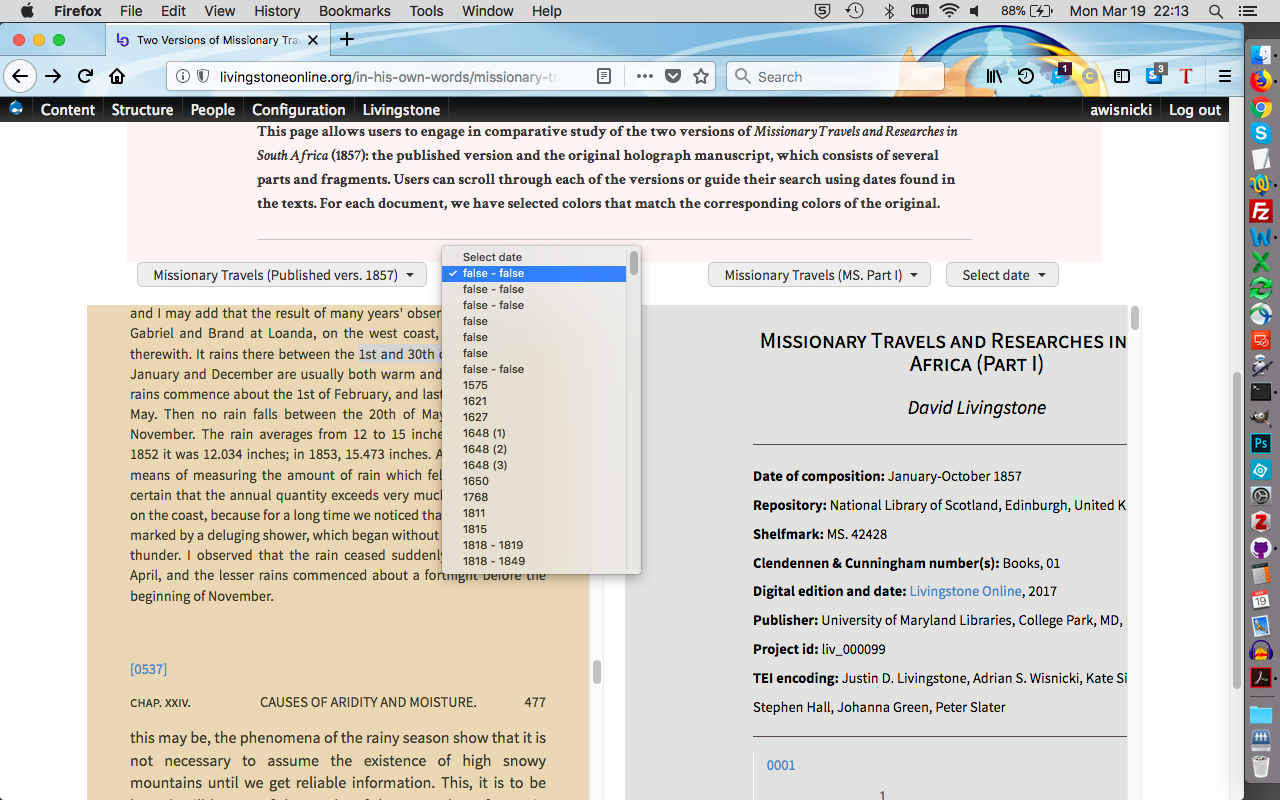 Firefox File Edit View History Bookmarks Tools Window Help 88% Mon Mar 19 22:13
Two Versions of Missionary Tra
livingstoneonline.org/in-his-own-words/missionary-tr
Search
1
3
Content Structure People Configuration Livingstone awisnicki Log out
This page allows users to engage in comparative study of the two versions of Missionary Travels and Researches in
South Africa (1857): the published version and the original holograph manuscript, which consists of several
parts and fragments. Users can scroll through each of the versions or guide their search using dates found in
the texts. For each document, we have selected colors that match the corresponding colors of the original.
Missionary Travels (Published vers. 1857)
Select date
✓ false - false
false - false
false - false
false
false
false
false - false
1575
1621
1627
1648 (1)
1648 (2)
1648 (3)
1650
1768
1811
1815
1818 - 1819
1818 - 1849
Missionary Travels (MS. Part I) Select date
and I may add that the result of many years' obser
Gabriel and Brand at Loanda, on the west coast,
therewith. It rains there between the 1st and 30th
January and December are usually both warm and
rains commence about the 1st of February, and last
May. Then no rain falls between the 20th of May
November. The rain averages from 12 to 15 inche
1852 it was 12.034 inches; in 1853, 15.473 inches. A
means of measuring the amount of rain which fel
certain that the annual quantity exceeds very much
on the coast, because for a long time we noticed tha
marked by a deluging shower, which began without
thunder. I observed that the rain ceased suddenly
April, and the lesser rains commenced about a fortnight before the
beginning of November.
[0537]
CHAP. XXIV. CAUSES OF ARIDITY AND MOISTURE. 477
this may be, the phenomena of the rainy season show that it is
not necessary to assume the existence of high snowy
mountains until we get reliable information. This, it is to be
Missionary Travels and Researches in
Africa (Part I)
David Livingstone
Date of composition: January-October 1857
Repository: National Library of Scotland, Edinburgh, United K
Shelfmark: MS. 42428
Clendennen & Cunningham number(s): Books, 01
Digital edition and date: Livingstone Online, 2017
Publisher: University of Maryland Libraries, College Park, MD,
Project id: liv_000099
TEI encoding: Justin D. Livingstone, Adrian S. Wisnicki, Kate Si
Stephen Hall, Johanna Green, Peter Slater
0001
1